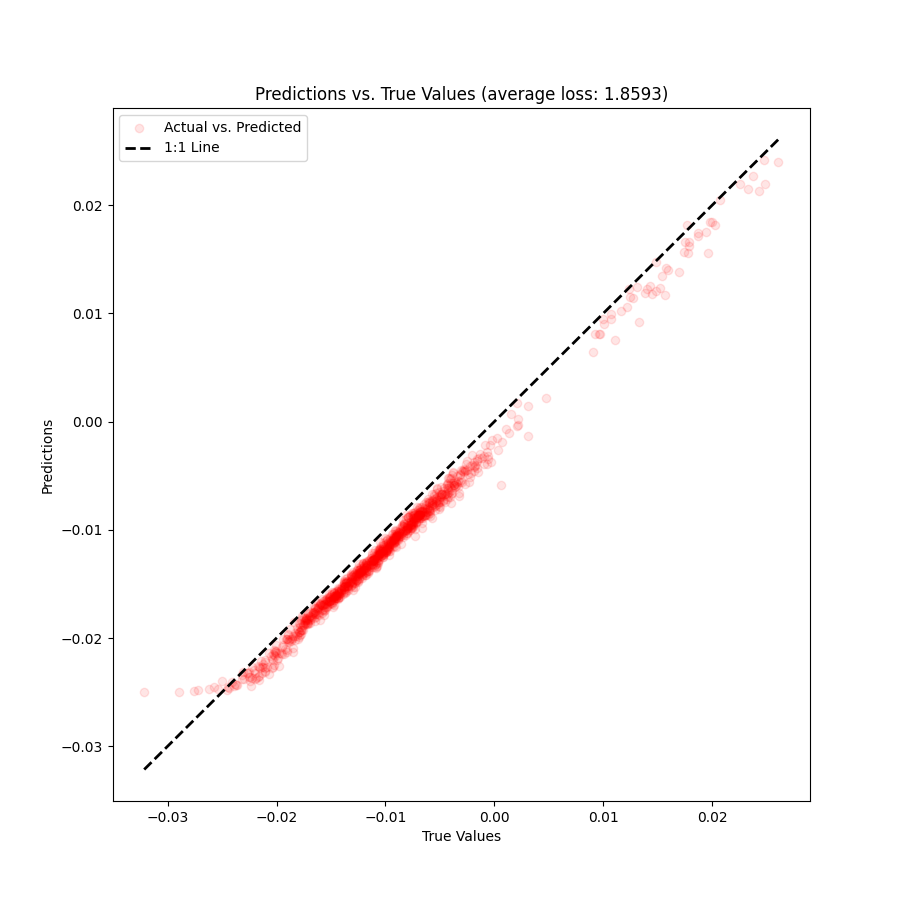 Predictions vs. True Values (average loss: 1.8593)
Actual vs. Predicted
1:1 Line
0.02
0.01
0.00
−0.01
−0.02
−0.03
Predictions
−0.03
−0.02
−0.01
0.00
0.01
0.02
True Values